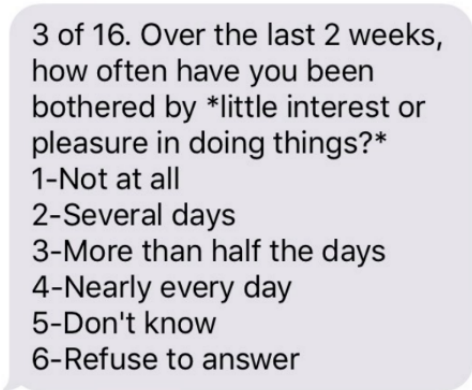 3 of 16. Over the last 2 weeks,
how often have you been
bothered by *little interest or
pleasure in doing things?*
1-Not at all
2-Several days
3-More than half the days
4-Nearly every day
5-Don't know
6-Refuse to answer